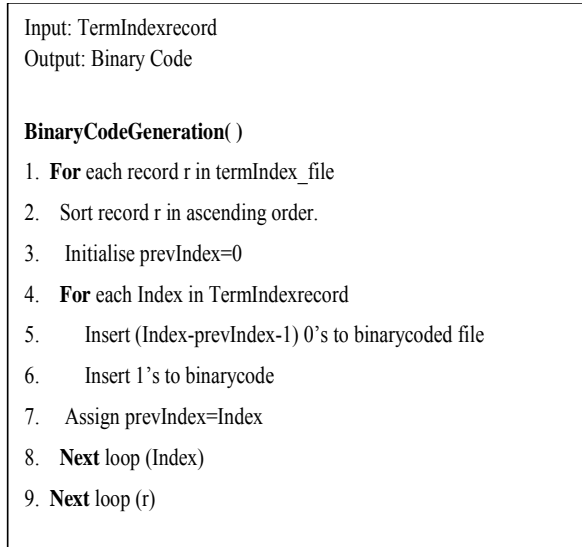 Input: TermIndexrecord
Output: Binary Code
BinaryCodeGeneration( )
1. For each record r in termIndex_file
2. Sort record r in ascending order.
3. Initialise prevIndex=0
4. For each Index in TermIndexrecord
5. Insert (Index-prevIndex-1) 0's to binarycoded file
6. Insert 1's to binarycode
7. Assign prevIndex=Index
8. Next loop (Index)
9. Next loop (r)